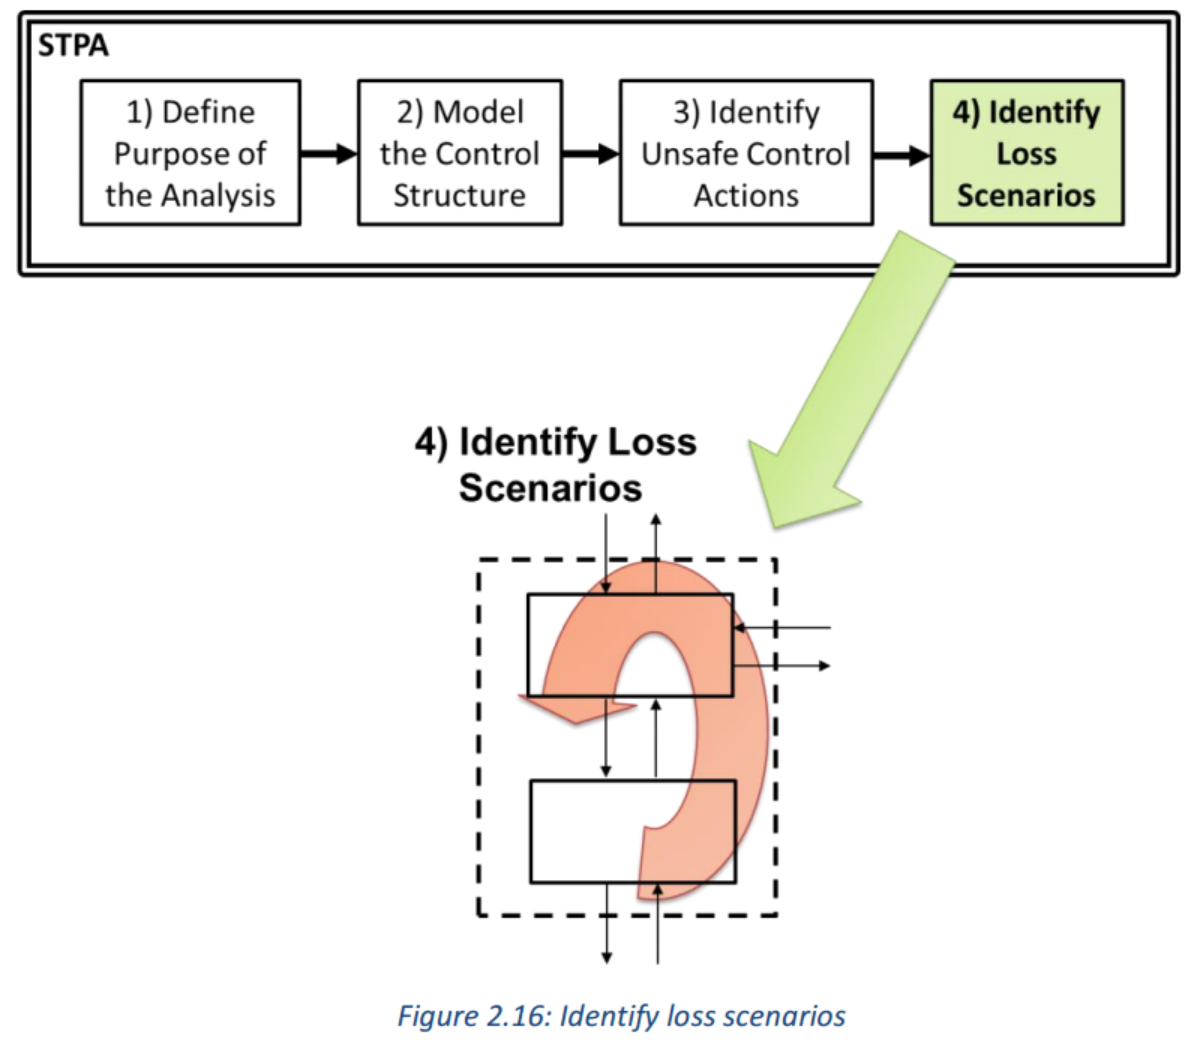 STPA
1) Define
Purpose of
the Analysis
2) Model
the Control
Structure
3) Identify
Unsafe Control
Actions
4) Identify
Loss
Scenarios
4) Identify Loss
Scenarios
Figure 2.16: Identify loss scenarios